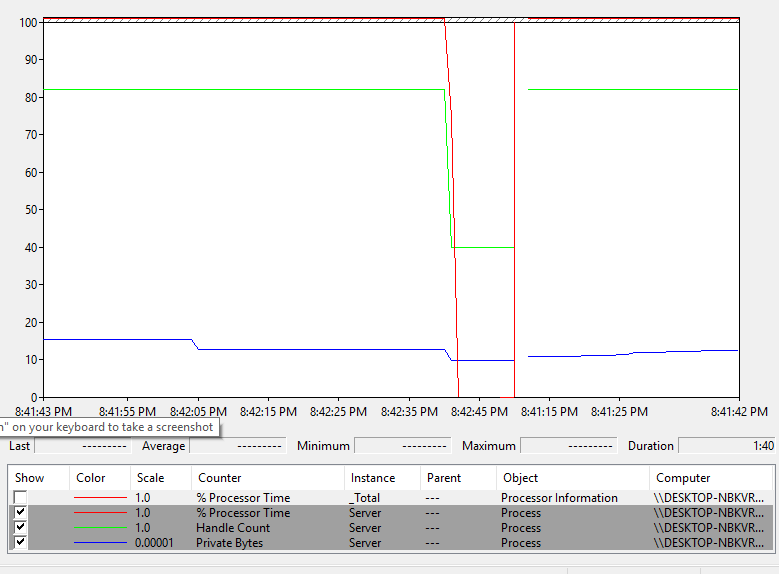 100
90
80
70
60
50
40
30
20
10
0
8:41:43 PM 8:41:55 PM 8:42:05 PM 8:42:15 PM 8:42:25 PM 8:42:35 PM 8:42:45 PM 8:41:15 PM 8:41:25 PM 8:41:42 PM
n" on your keyboard to take a screenshot
Last --------- Average --------- Minimum --------- Maximum --------- Duration 1:40
Show Color Scale Counter Instance Parent Object Computer
1.0 % Processor Time _Total --- Processor Information \\DESKTOP-NBKVR...
1.0 % Processor Time Server --- Process \\DESKTOP-NBKVR...
1.0 Handle Count Server --- Process \\DESKTOP-NBKVR...
0.00001 Private Bytes Server --- Process \\DESKTOP-NBKVR...